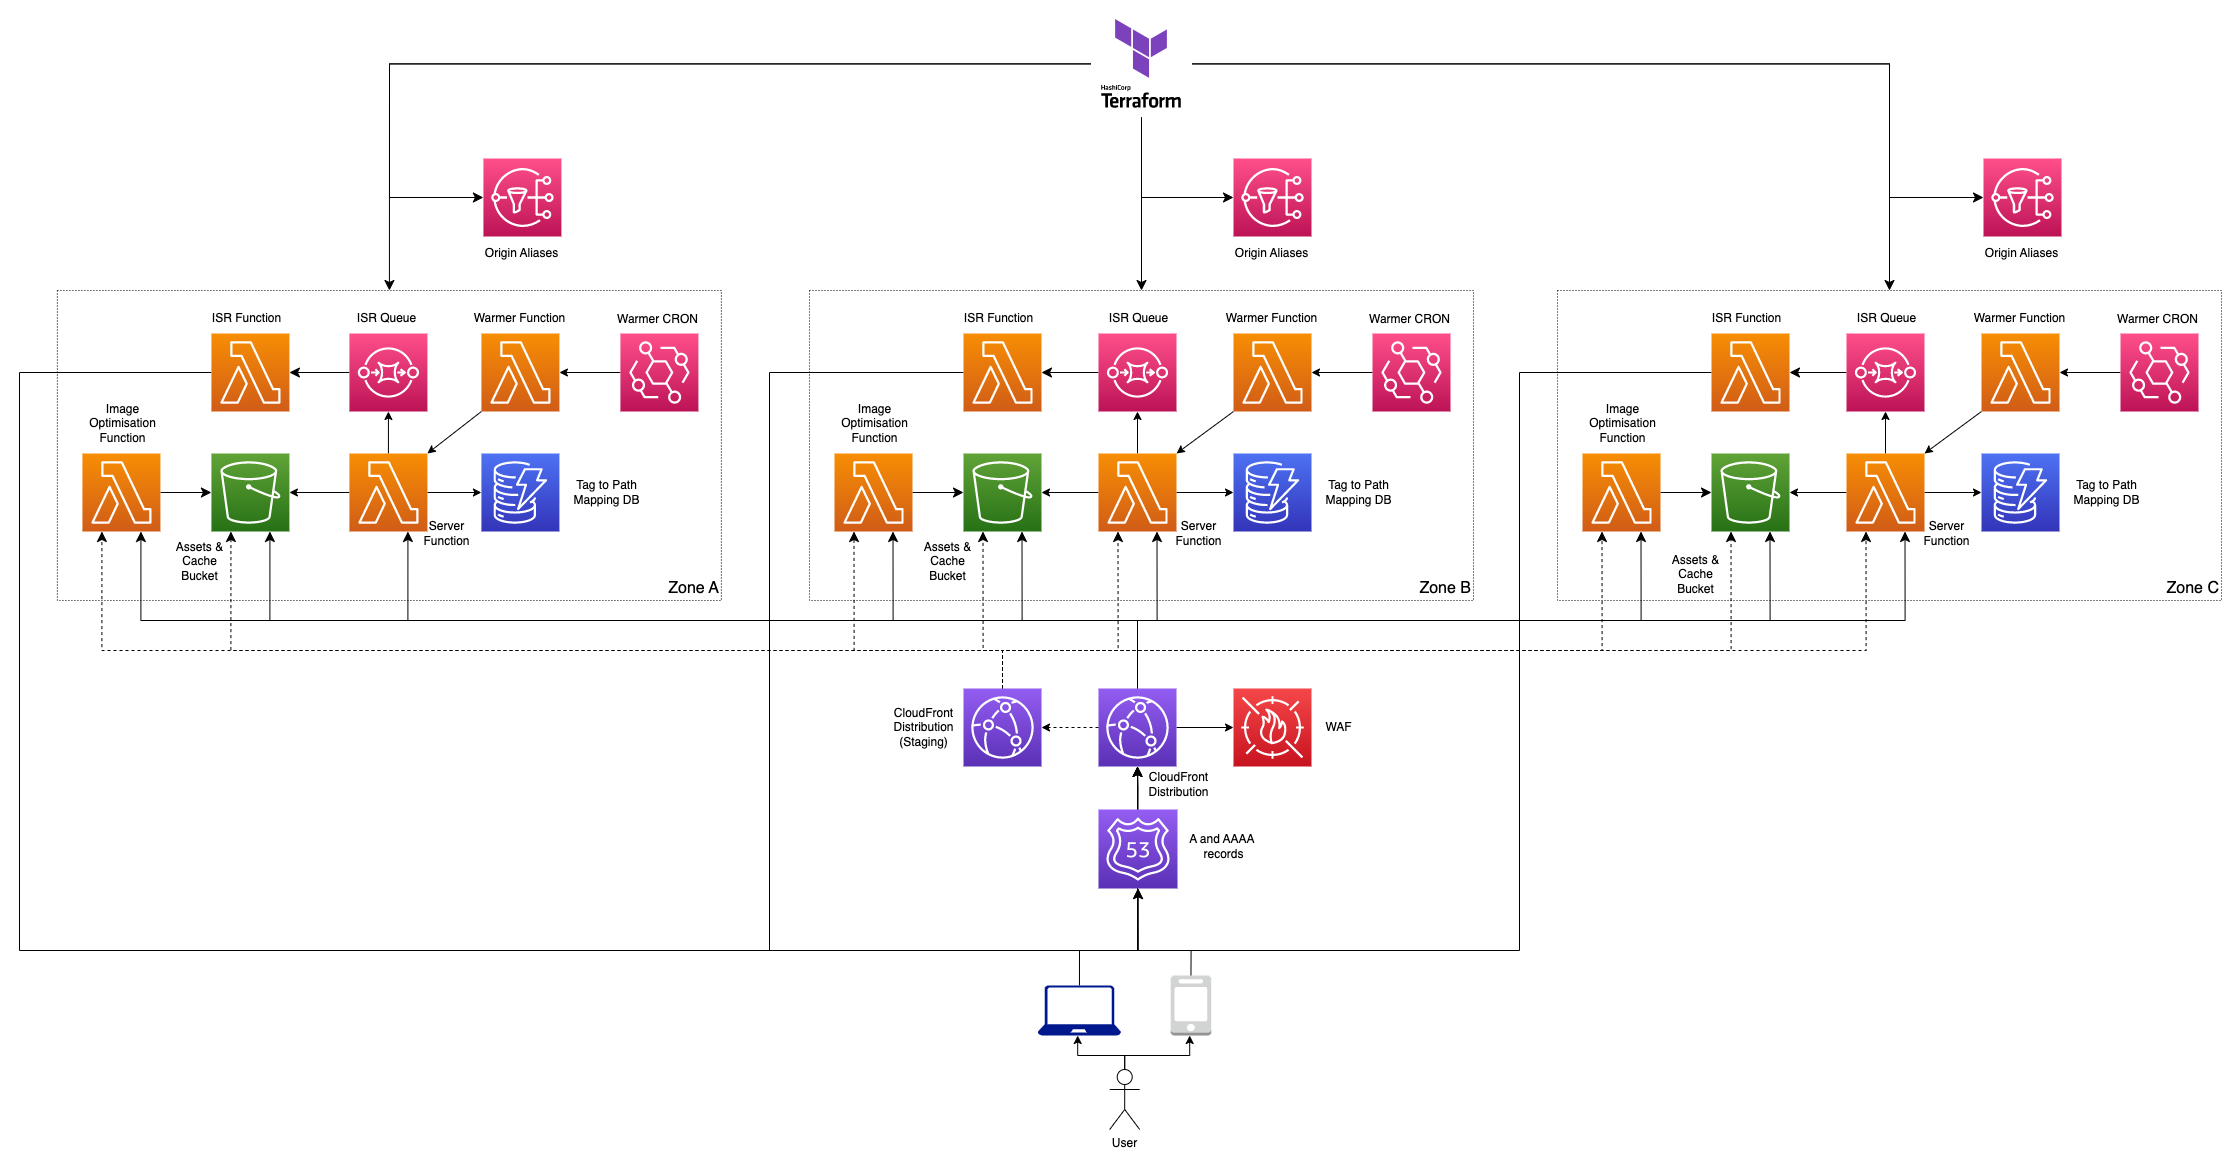 HashiCorp
Terraform
Origin Aliases
Origin Aliases
Origin Aliases
ISR Function
ISR Queue
Warmer Function
Warmer CRON
Image
Optimisation
Function
Tag to Path
Mapping DB
Server
Function
Assets &
Cache
Bucket
Zone A
ISR Function
ISR Queue
Warmer Function
Warmer CRON
Image
Optimisation
Function
Tag to Path
Mapping DB
Server
Function
Assets &
Cache
Bucket
Zone B
ISR Function
ISR Queue
Warmer Function
Warmer CRON
Image
Optimisation
Function
Tag to Path
Mapping DB
Server
Function
Assets &
Cache
Bucket
Zone C
CloudFront
Distribution
(Staging)
WAF
CloudFront
Distribution
53
A and AAAA
records
User